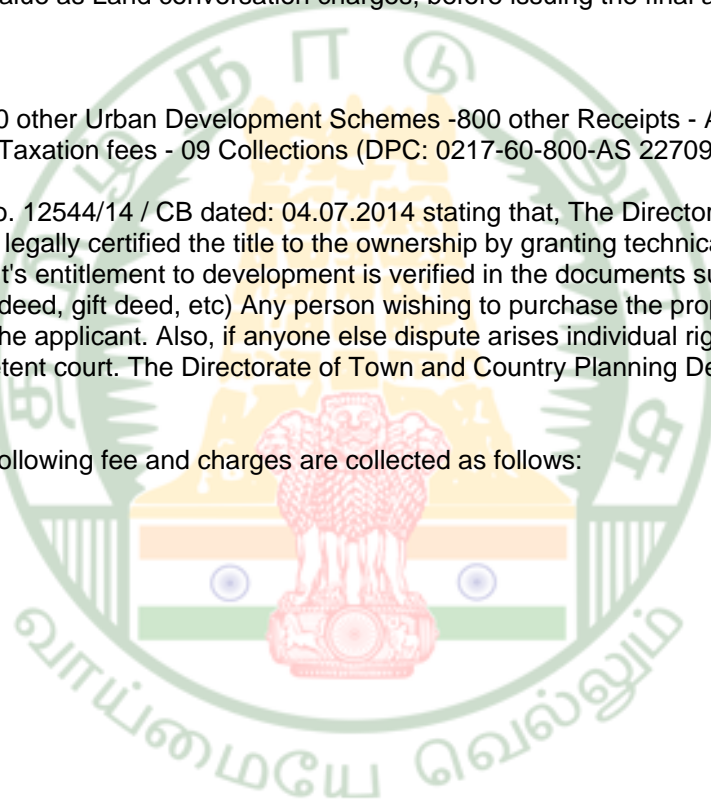 value as Land conversation charges, before issuing the final a
0 other Urban Development Schemes -800 other Receipts - A
Taxation fees - 09 Collections (DPC: 0217-60-800-AS 22709
o. 12544/14 / CB dated: 04.07.2014 stating that, The Director
legally certified the title to the ownership by granting technica
t's entitlement to development is verified in the documents su
deed, gift deed, etc) Any person wishing to purchase the prop
he applicant. Also, if anyone else dispute arises individual rig
etent court. The Directorate of Town and Country Planning De
ollowing fee and charges are collected as follows:
தமிழ்நாடு அரசு
வாய்மையே வெல்லும்